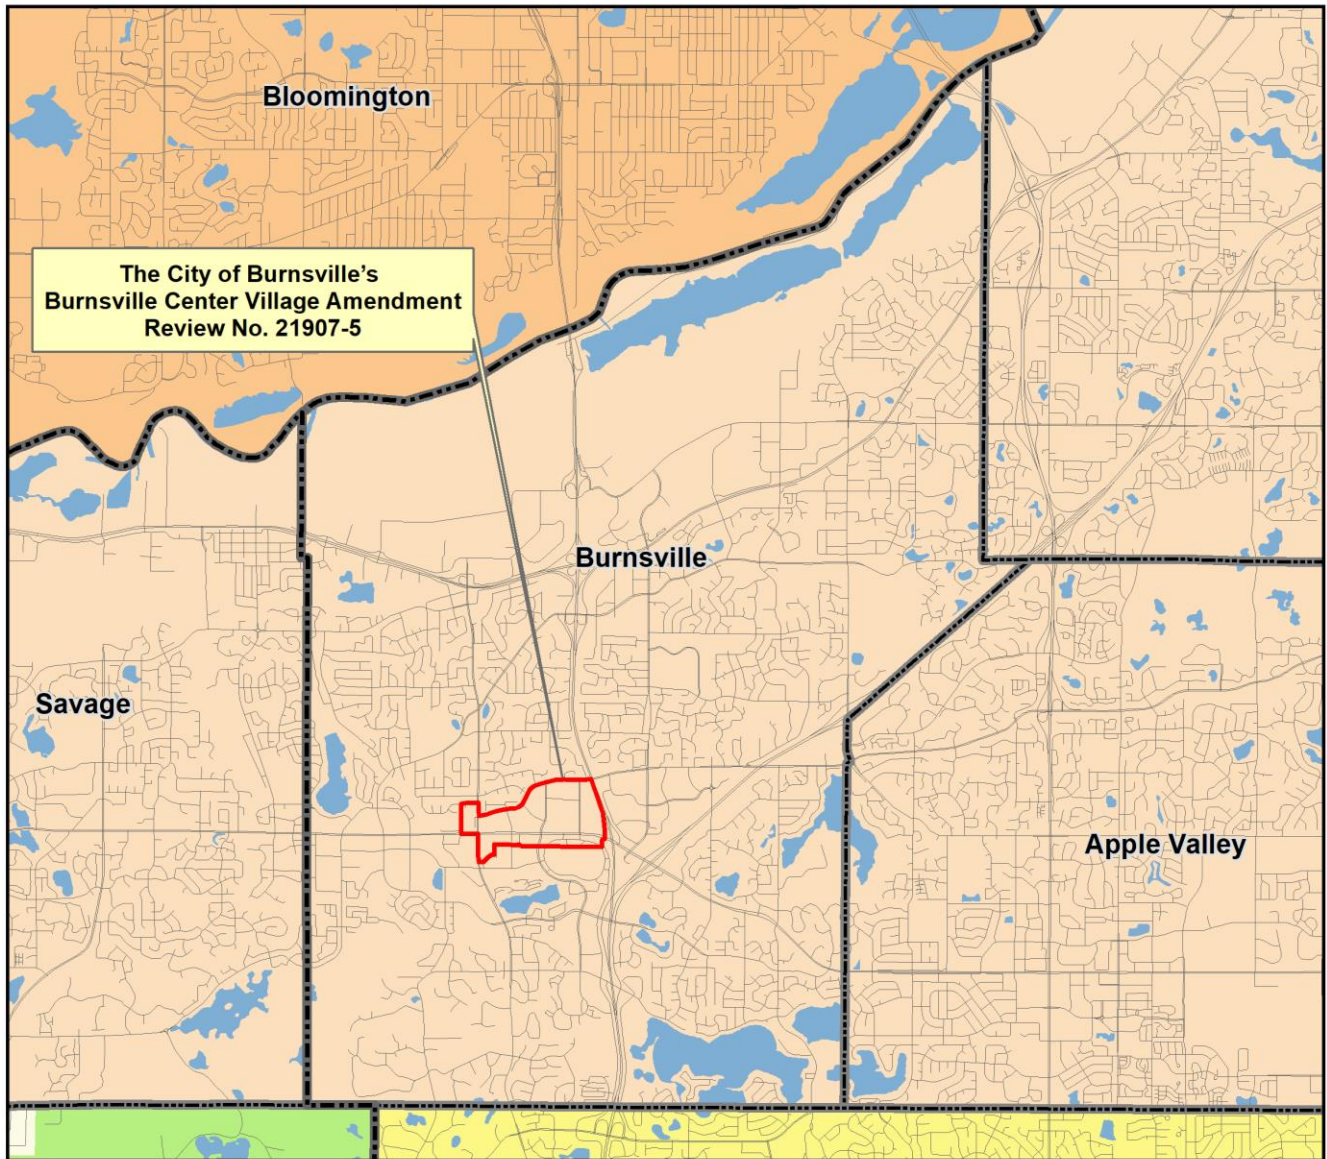 Bloomington
The City of Burnsville’s
Burnsville Center Village Amendment
Review No. 21907-5
Burnsville
Savage
Apple Valley